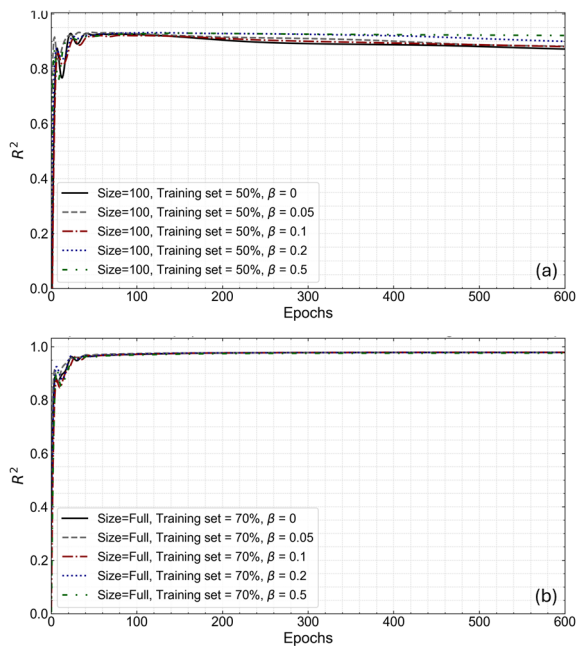 1.0
0.8
0.6
0.4
0.2
0.0
R²
Size=100, Training set = 50%, β = 0
Size=100, Training set = 50%, β = 0.05
Size=100, Training set = 50%, β = 0.1
Size=100, Training set = 50%, β = 0.2
Size=100, Training set = 50%, β = 0.5
(a)
0 100 200 300 400 500 600
Epochs
1.0
0.8
0.6
0.4
0.2
0.0
R²
Size=Full, Training set = 70%, β = 0
Size=Full, Training set = 70%, β = 0.05
Size=Full, Training set = 70%, β = 0.1
Size=Full, Training set = 70%, β = 0.2
Size=Full, Training set = 70%, β = 0.5
(b)
0 100 200 300 400 500 600
Epochs